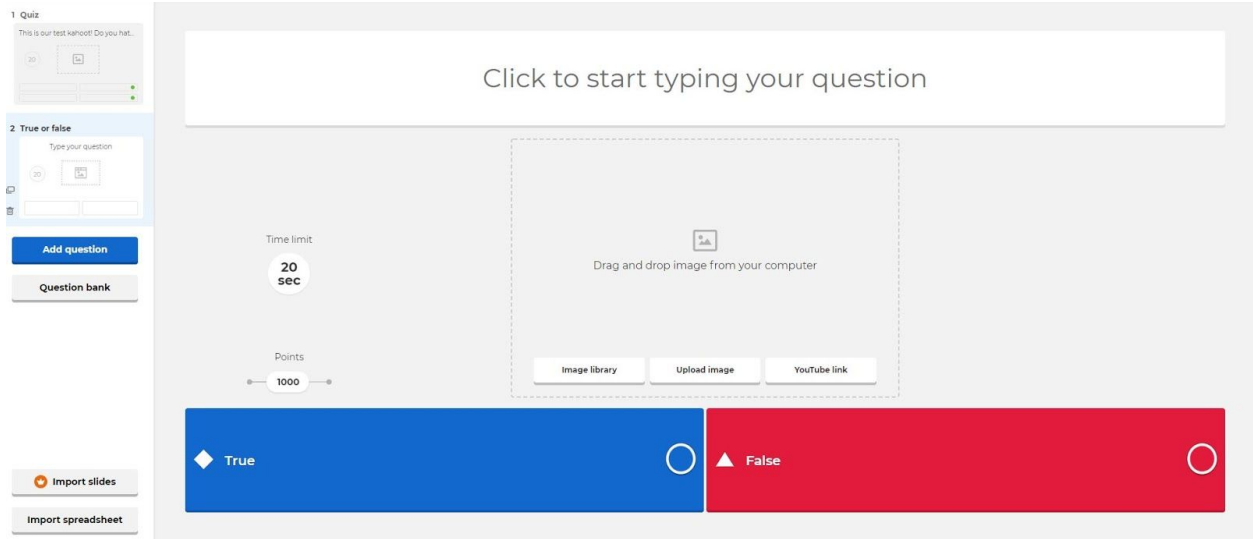 1 Quiz
This is our test kahoot! Do you hat...
20
2 True or false
Type your question
20
Add question
Question bank
Import slides
Import spreadsheet
Click to start typing your question
Time limit
20
sec
Points
1000
Drag and drop image from your computer
Image library Upload image YouTube link
True
False